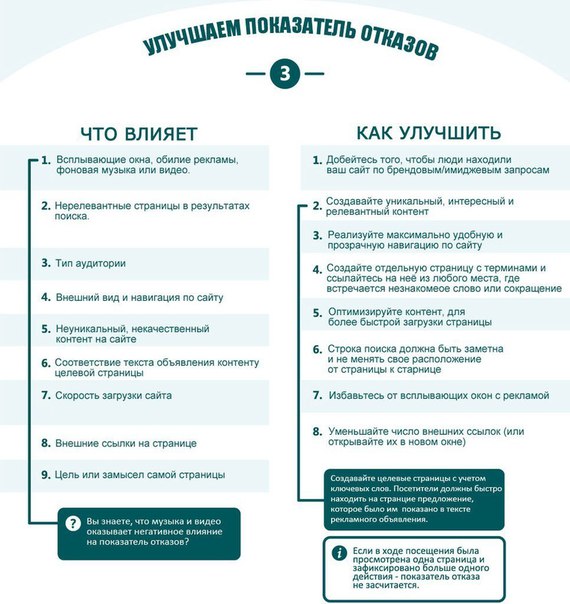 УЛУЧШАЕМ ПОКАЗАТЕЛЬ ОТКАЗОВ
3
ЧТО ВЛИЯЕТ
1. Всплывающие окна, обилие рекламы,
фоновая музыка или видео.
2. Нерелевантные страницы в результатах
поиска.
3. Тип аудитории
4. Внешний вид и навигация по сайту
5. Неуникальный, некачественный
контент на сайте
6. Соответствие текста объявления контенту
целевой страницы
7. Скорость загрузки сайта
8. Внешние ссылки на странице
9. Цель или замысел самой страницы
? Вы знаете, что музыка и видео
оказывает негативное влияние
на показатель отказов?
КАК УЛУЧШИТЬ
1. Добейтесь того, чтобы люди находили
ваш сайт по брендовым/имиджевым запросам
2. Создавайте уникальный, интересный и
релевантный контент
3. Реализуйте максимально удобную и
прозрачную навигацию по сайту
4. Создайте отдельную страницу с терминами и
ссылайтесь на неё из любого места, где
встречается незнакомеое слово или сокращение
5. Оптимизируйте контент, для
более быстрой загрузки страницы
6. Строка поиска должна быть заметна
и не менять свое расположение
от страницы к старнице
7. Избавьтесь от всплывающих окон с рекламой
8. Уменьшайте число внешних ссылок (или
открывайте их в новом окне)
Создавайте целевые страницы с учетом
ключевых слов. Посетители должны быстро
находить на странцие предложение,
которое было им показано в тексте
рекламного объявления.
i Если в ходе посещения была
просмотрена одна страница и
зафиксировано больше одного
действия - показатель отказа
не засчитается.